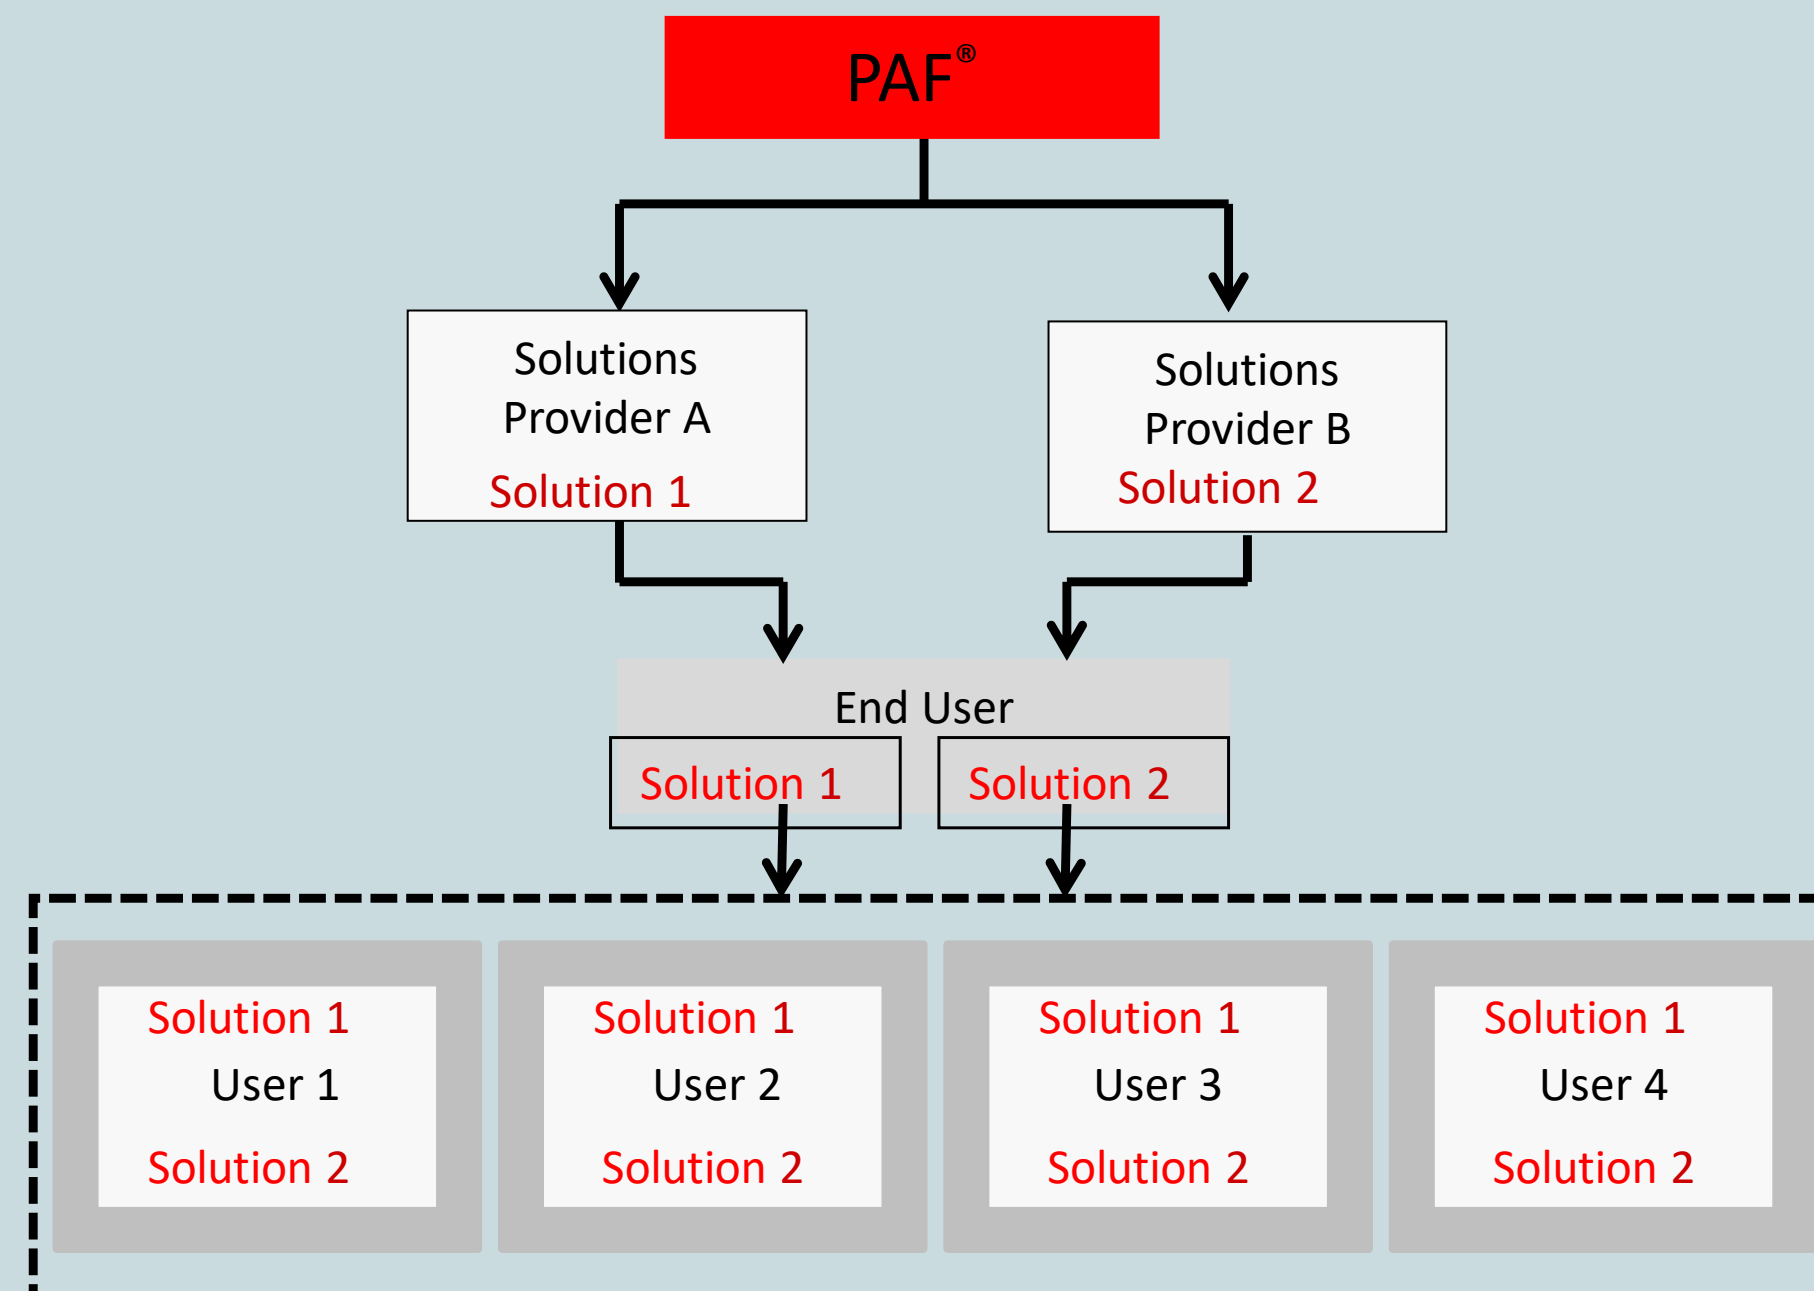 PAF®
Solutions
Provider A
Solution 1
Solutions
Provider B
Solution 2
End User
Solution 1
Solution 2
Solution 1
User 1
Solution 2
Solution 1
User 2
Solution 2
Solution 1
User 3
Solution 2
Solution 1
User 4
Solution 2